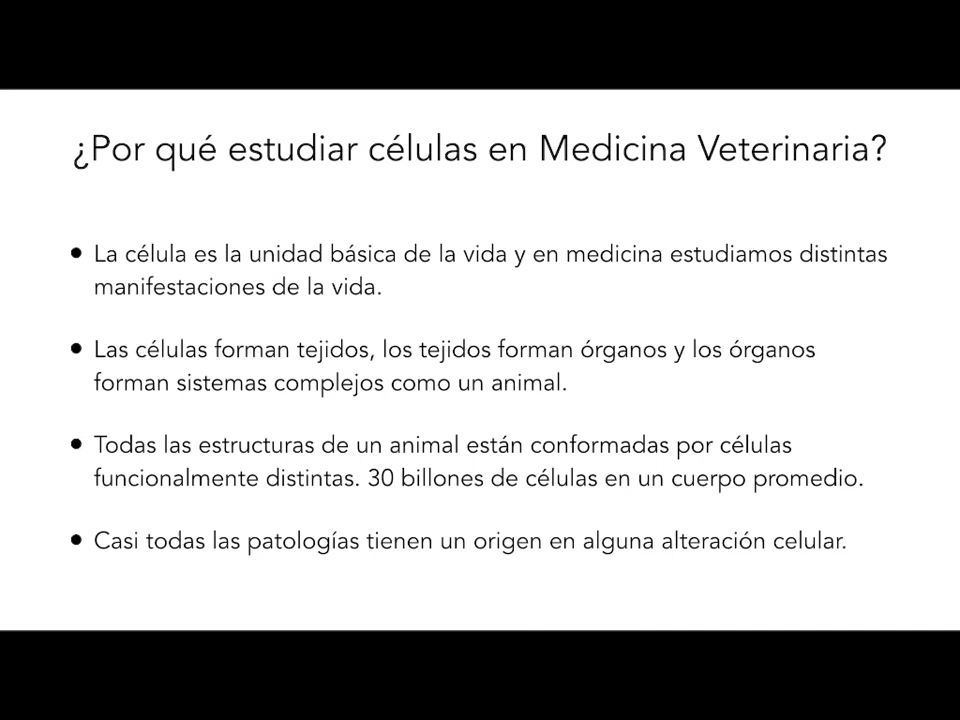 ¿Por qué estudiar células en Medicina Veterinaria?
• La célula es la unidad básica de la vida y en medicina estudiamos distintas
manifestaciones de la vida.
• Las células forman tejidos, los tejidos forman órganos y los órganos
forman sistemas complejos como un animal.
• Todas las estructuras de un animal están conformadas por células
funcionalmente distintas. 30 billones de células en un cuerpo promedio.
• Casi todas las patologías tienen un origen en alguna alteración celular.